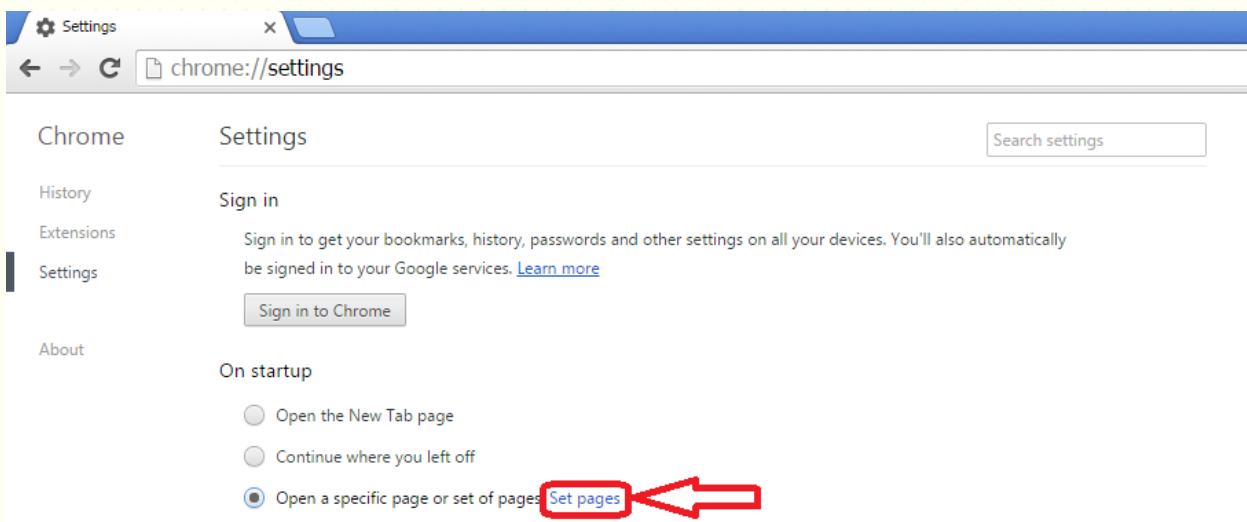 Settings
chrome://settings
Chrome
Settings
Search settings
History
Extensions
Settings
About
Sign in
Sign in to get your bookmarks, history, passwords and other settings on all your devices. You'll also automatically
be signed in to your Google services. Learn more
Sign in to Chrome
On startup
Open the New Tab page
Continue where you left off
Open a specific page or set of pages Set pages